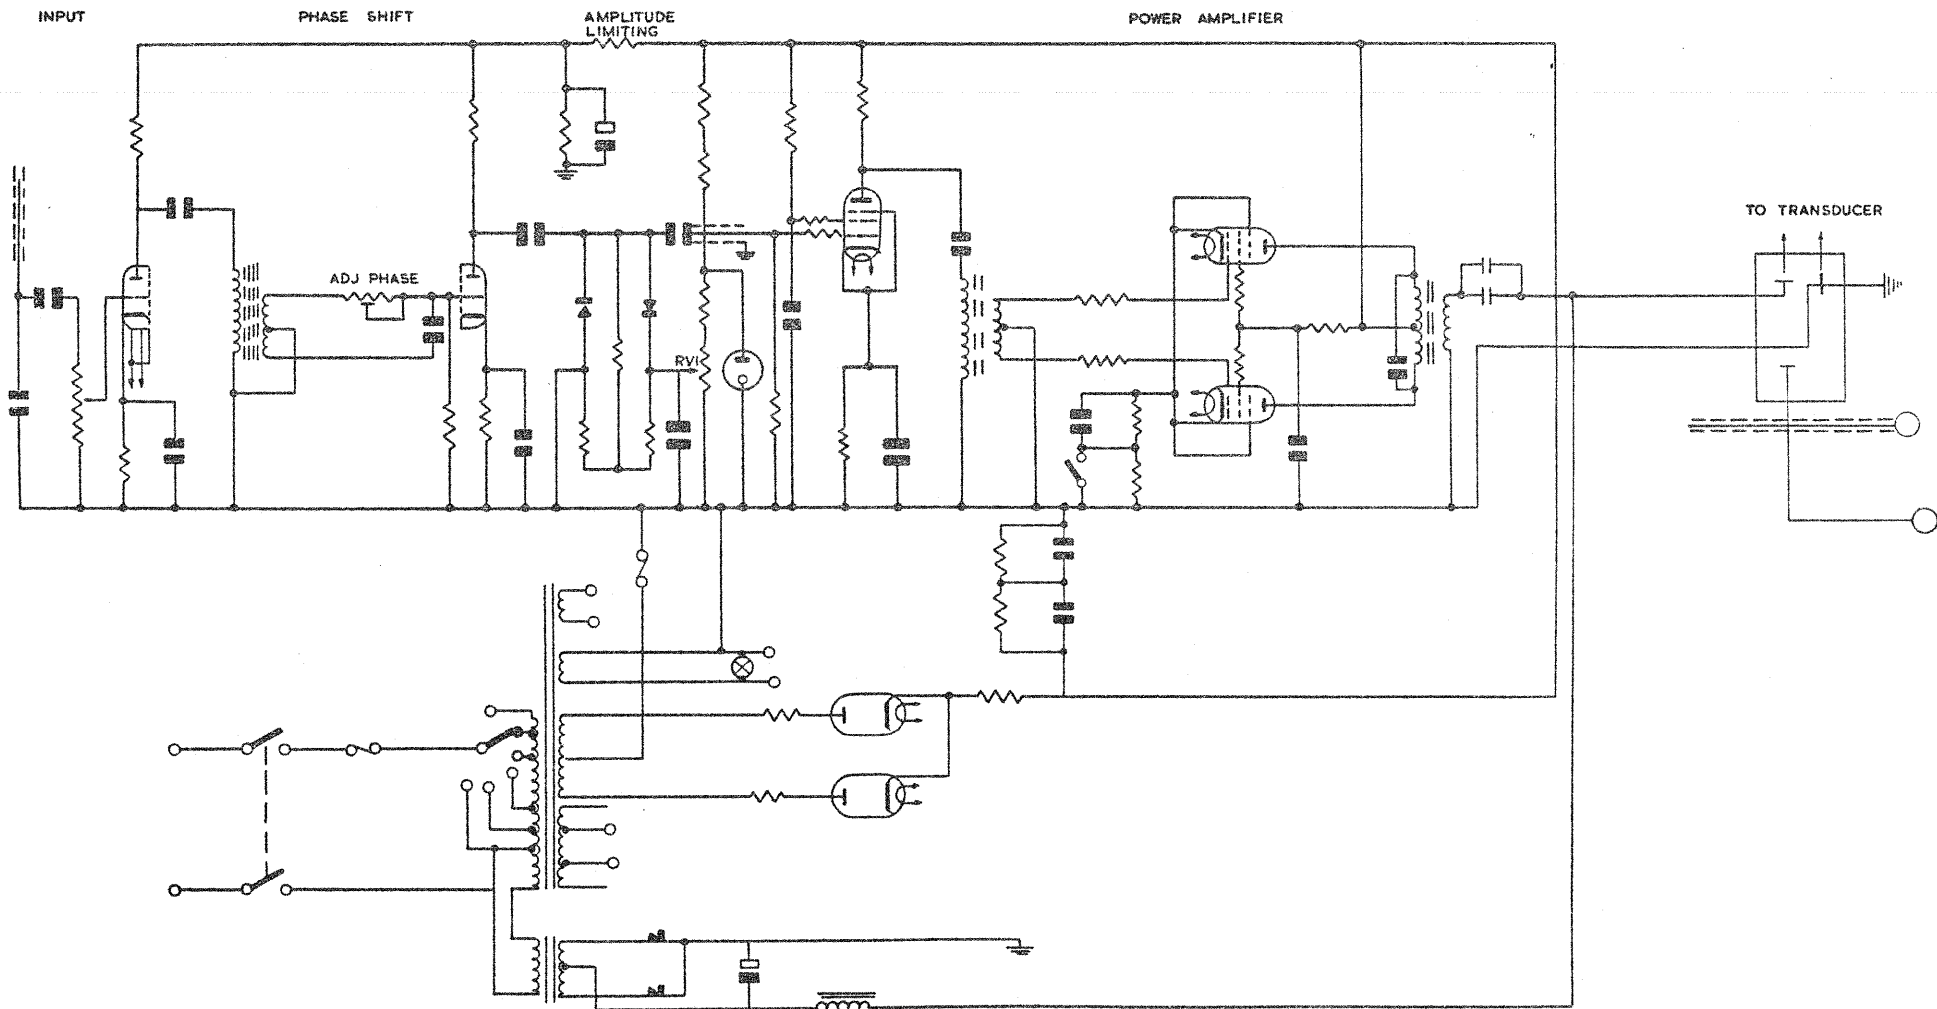 INPUT
PHASE SHIFT
AMPLITUDE
LIMITING
POWER AMPLIFIER
TO TRANSDUCER
ADJ PHASE
RV1